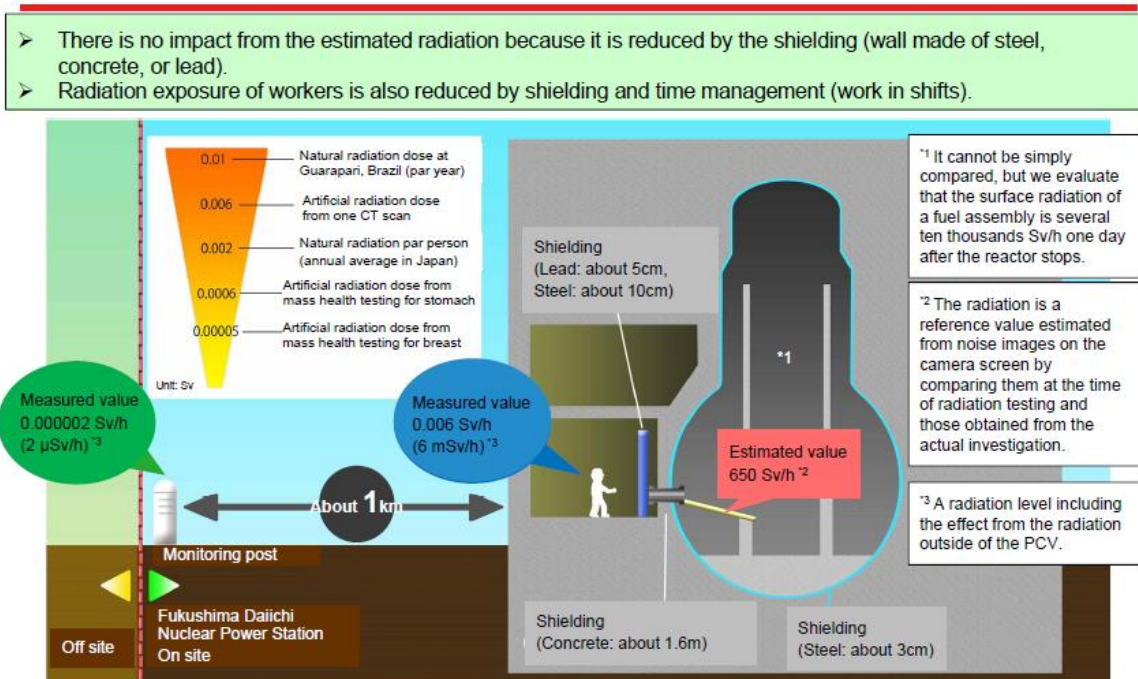 ➢ There is no impact from the estimated radiation because it is reduced by the shielding (wall made of steel,
concrete, or lead).
➢ Radiation exposure of workers is also reduced by shielding and time management (work in shifts).
0.01
Natural radiation dose at
Guarapari, Brazil (par year)
0.006
Artificial radiation dose
from one CT scan
0.002
Natural radiation par person
(annual average in Japan)
0.0006
Artificial radiation dose from
mass health testing for stomach
0.00005
Artificial radiation dose from
mass health testing for breast
Unit: Sv
Measured value
0.000002 Sv/h
(2 μSv/h) *3
Measured value
0.006 Sv/h
(6 mSv/h) *3
About 1km
Monitoring post
Off site
Fukushima Daiichi
Nuclear Power Station
On site
Shielding
(Lead: about 5cm,
Steel: about 10cm)
*1
Estimated value
650 Sv/h *2
Shielding
(Concrete: about 1.6m)
Shielding
(Steel: about 3cm)
*1 It cannot be simply
compared, but we evaluate
that the surface radiation of
a fuel assembly is several
ten thousands Sv/h one day
after the reactor stops.
*2 The radiation is a
reference value estimated
from noise images on the
camera screen by
comparing them at the time
of radiation testing and
those obtained from the
actual investigation.
*3 A radiation level including
the effect from the radiation
outside of the PCV.